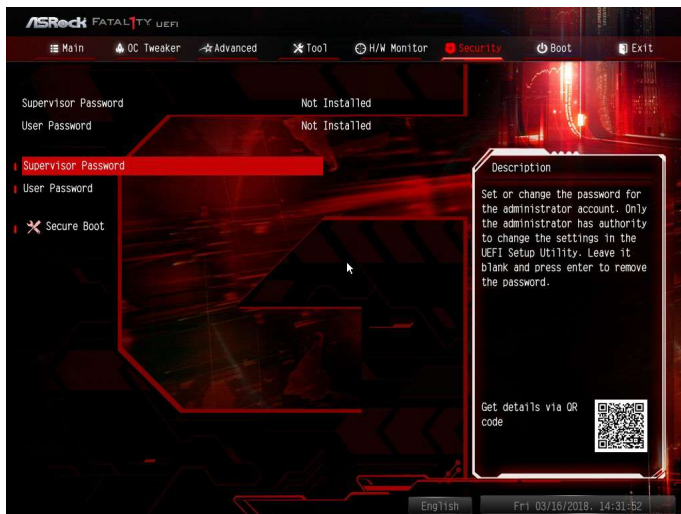 ASRock FATAL1TY UEFI
Main OC Tweaker Advanced Tool H/W Monitor Security Boot Exit
Supervisor Password Not Installed
User Password Not Installed
Supervisor Password
User Password
Secure Boot
Description
Set or change the password for
the administrator account. Only
the administrator has authority
to change the settings in the
UEFI Setup Utility. Leave it
blank and press enter to remove
the password.
Get details via QR
code
English Fri 03/16/2018. 14:31:52